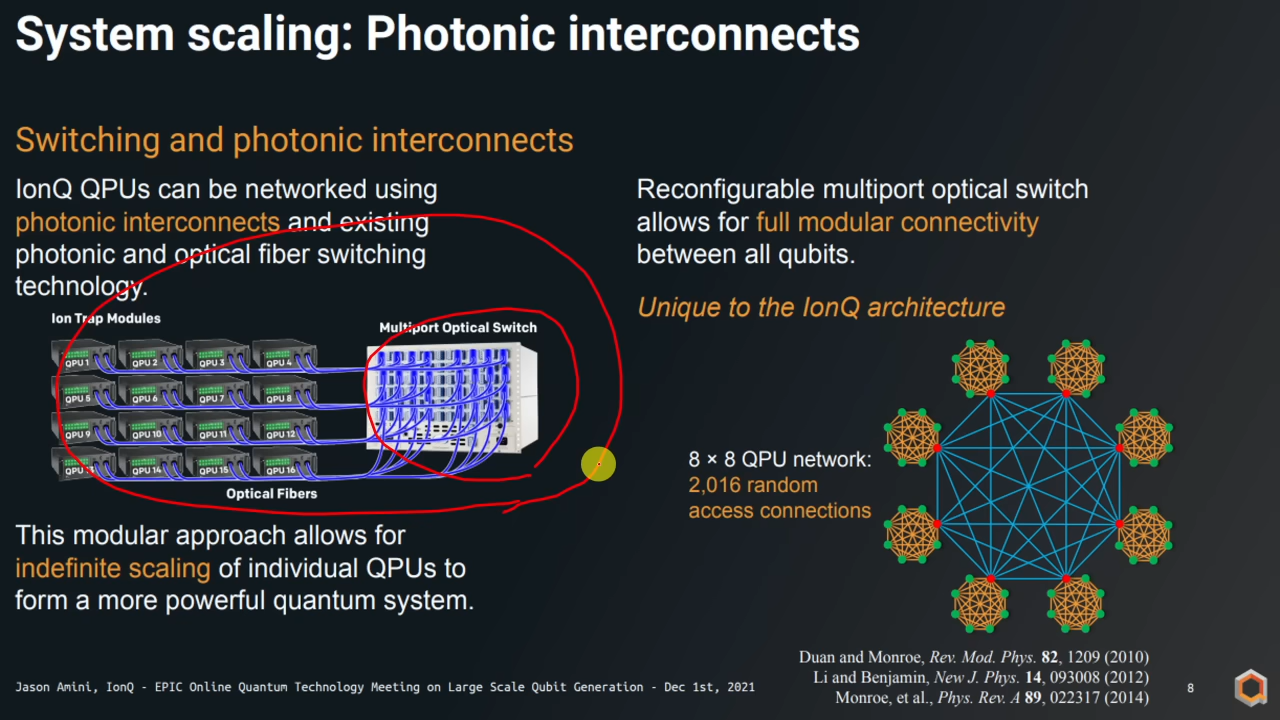 System scaling: Photonic interconnects
Switching and photonic interconnects
IonQ QPUs can be networked using
photonic interconnects and existing
photonic and optical fiber switching
technology.
Ion Trap Modules
Multiport Optical Switch
QPU 1 QPU 2 QPU 3 QPU 4
QPU 5 QPU 6 QPU 7 QPU 8
QPU 9 QPU 10 QPU 11 QPU 12
QPU QPU 14 QPU 15 QPU 16
Optical Fibers
This modular approach allows for
indefinite scaling of individual QPUs to
form a more powerful quantum system.
Reconfigurable multiport optical switch
allows for full modular connectivity
between all qubits.
Unique to the IonQ architecture
8 × 8 QPU network:
2,016 random
access connections
Duan and Monroe, Rev. Mod. Phys. 82, 1209 (2010)
Li and Benjamin, New J. Phys. 14, 093008 (2012)
Monroe, et al., Phys. Rev. A 89, 022317 (2014)
Jason Amini, IonQ - EPIC Online Quantum Technology Meeting on Large Scale Qubit Generation - Dec 1st, 2021
8